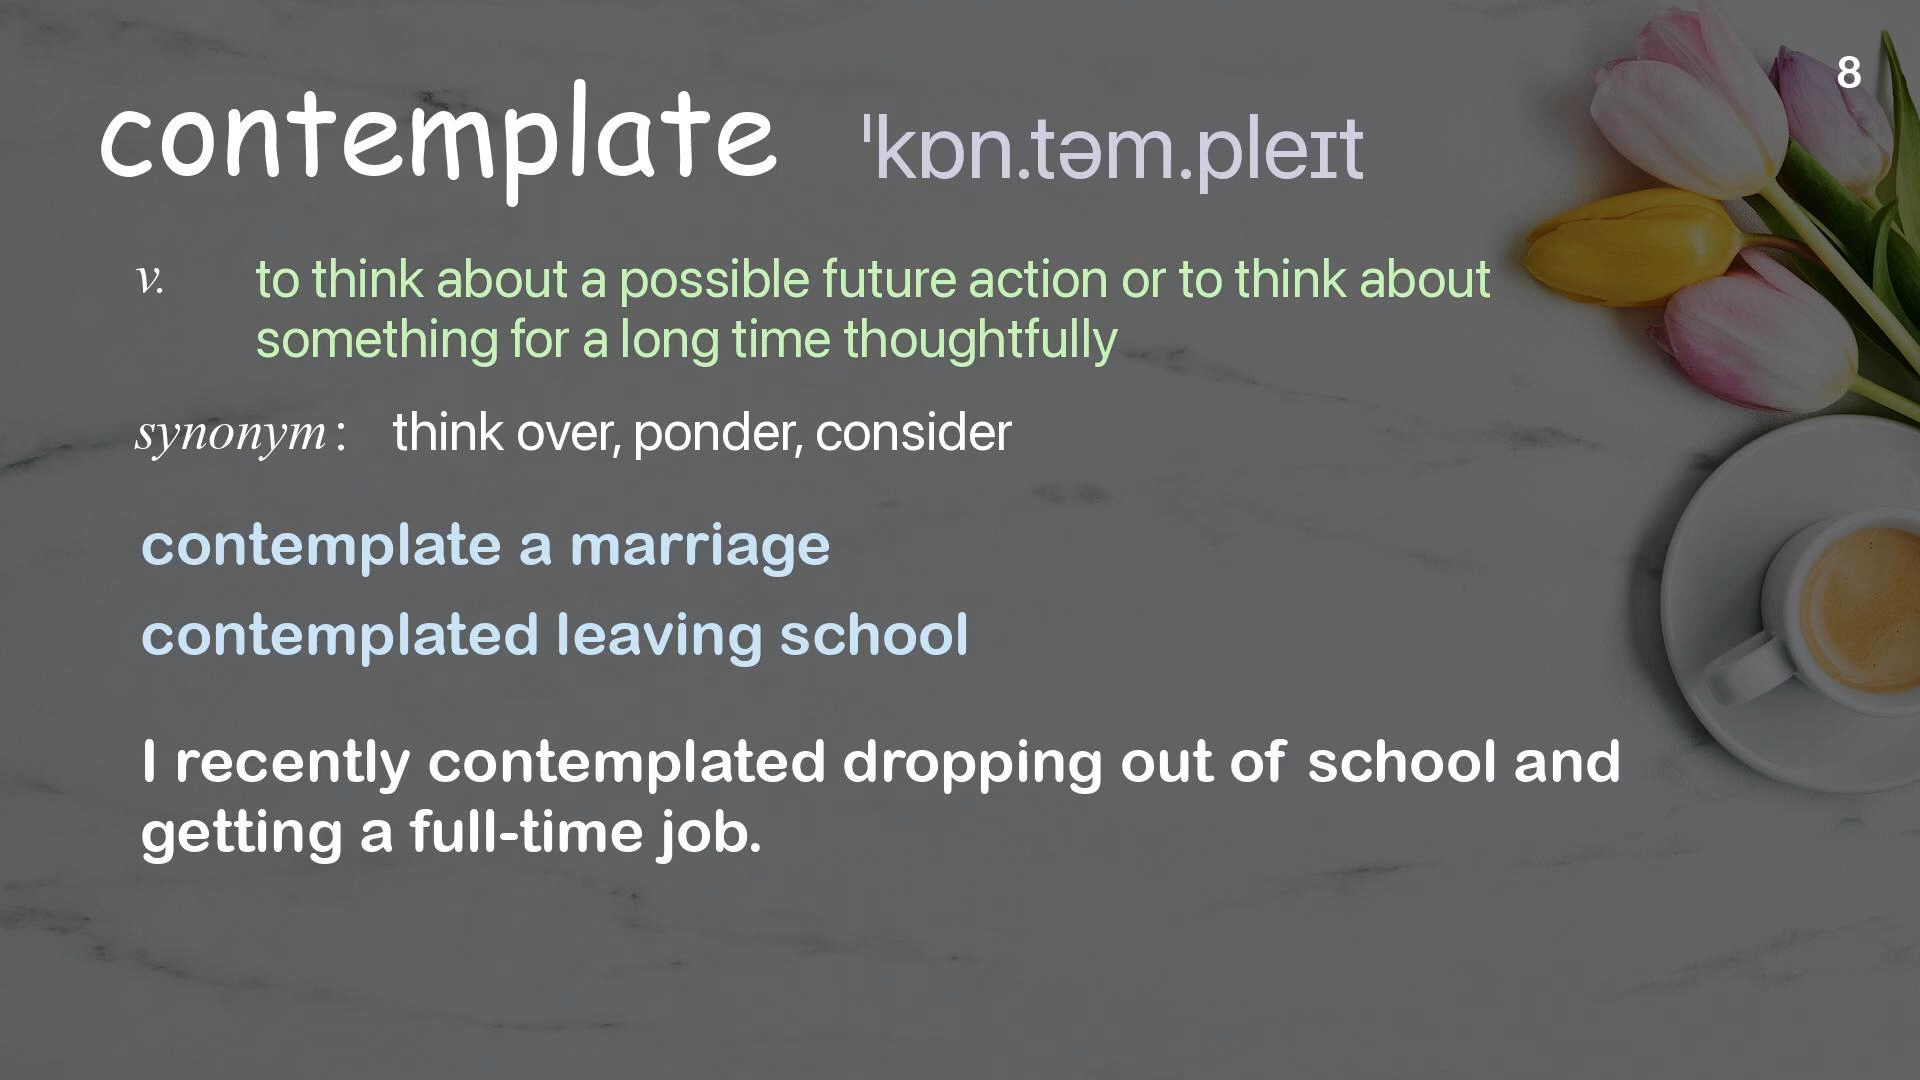 8
contemplate ˈkɒn.təm.pleɪt
v. to think about a possible future action or to think about
something for a long time thoughtfully
synonym: think over, ponder, consider
contemplate a marriage
contemplated leaving school
I recently contemplated dropping out of school and
getting a full-time job.